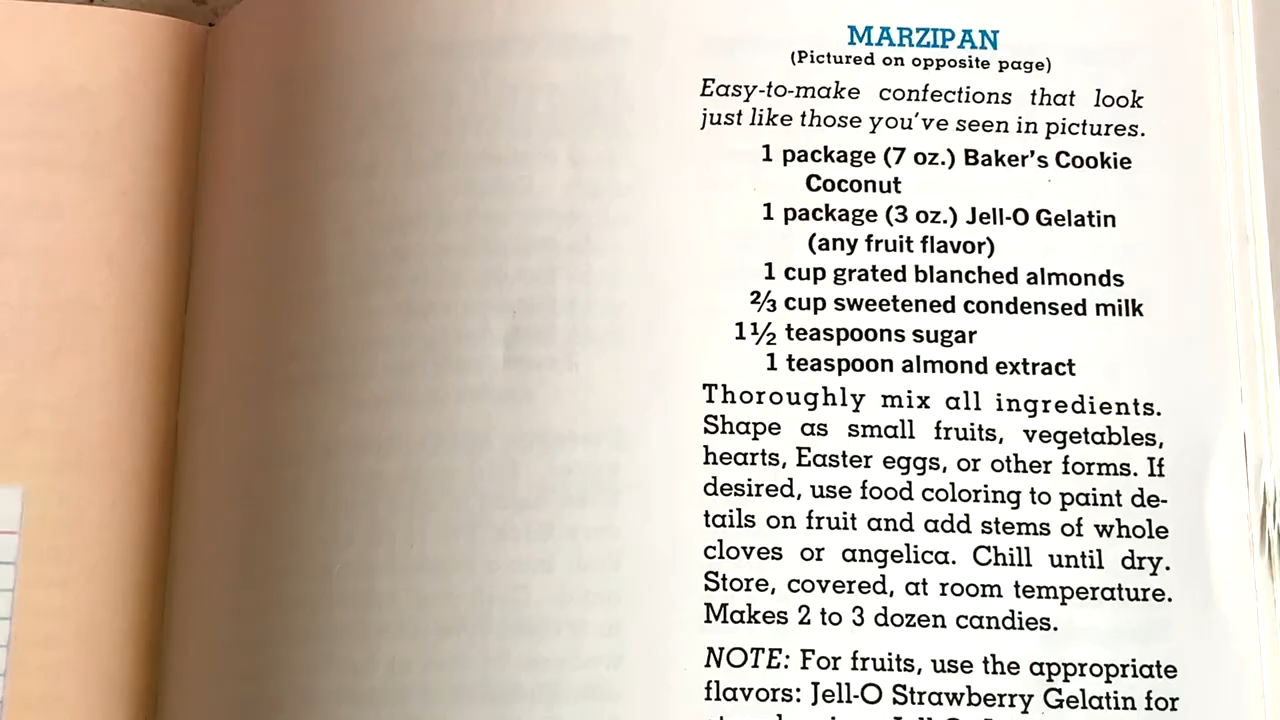 MARZIPAN
(Pictured on opposite page)
Easy-to-make confections that look
just like those you've seen in pictures.
1 package (7 oz.) Baker's Cookie
Coconut
1 package (3 oz.) Jell-O Gelatin
(any fruit flavor)
1 cup grated blanched almonds
⅔ cup sweetened condensed milk
1½ teaspoons sugar
1 teaspoon almond extract
Thoroughly mix all ingredients.
Shape as small fruits, vegetables,
hearts, Easter eggs, or other forms. If
desired, use food coloring to paint de-
tails on fruit and add stems of whole
cloves or angelica. Chill until dry.
Store, covered, at room temperature.
Makes 2 to 3 dozen candies.
NOTE: For fruits, use the appropriate
flavors: Jell-O Strawberry Gelatin for